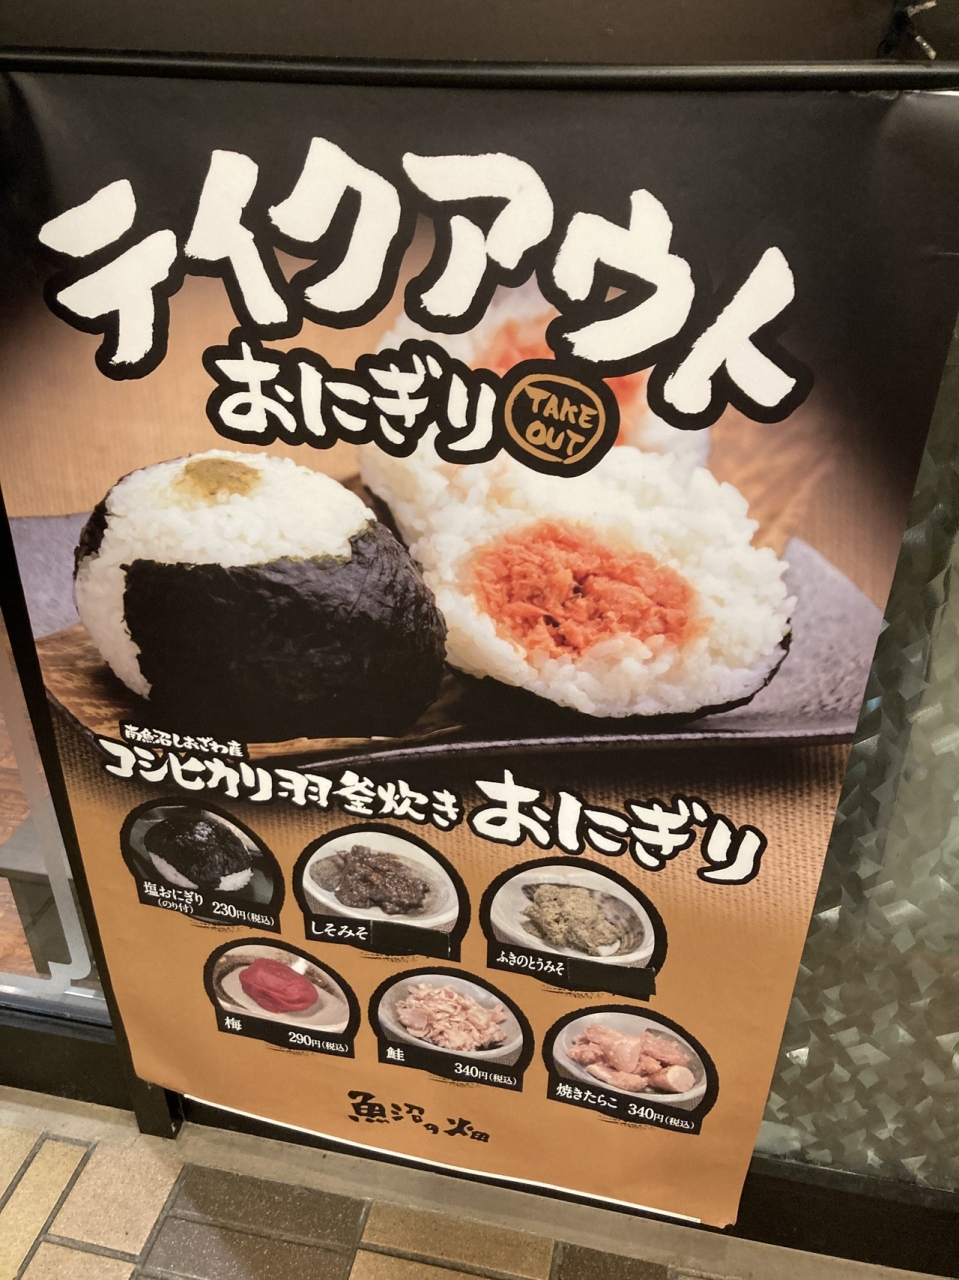 テイクアウト
おにぎり
TAKE
OUT
南魚沼しおざわ産
コシヒカリ羽釜炊き おにぎり
塩おにぎり
(のり付) 230円(税込)
しそみそ
ふきのとうみそ
梅 290円(税込)
鮭 340円(税込)
焼きたらこ 340円(税込)
魚沼の畑